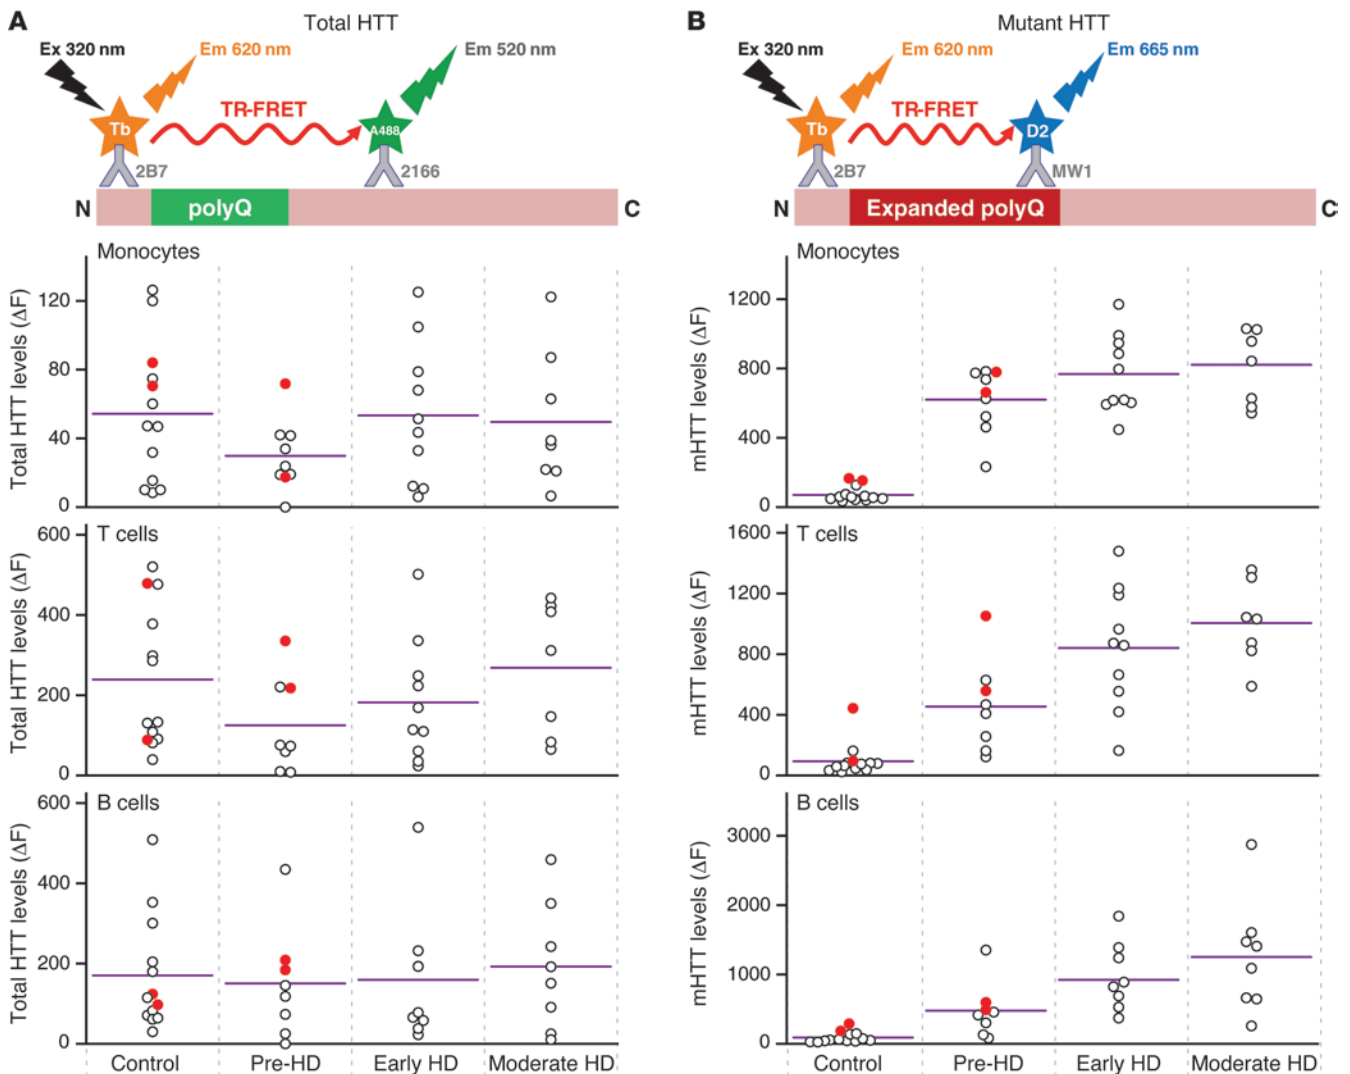 A
Total HTT
Ex 320 nm
Em 620 nm
Em 520 nm
TR-FRET
Tb
A488
2B7
2166
N
polyQ
C
Monocytes
Total HTT levels (ΔF)
120
80
40
0
T cells
Total HTT levels (ΔF)
600
400
200
0
B cells
Total HTT levels (ΔF)
600
400
200
0
Control
Pre-HD
Early HD
Moderate HD
B
Mutant HTT
Ex 320 nm
Em 620 nm
Em 665 nm
TR-FRET
Tb
D2
2B7
MW1
N
Expanded polyQ
C
Monocytes
mHTT levels (ΔF)
1200
800
400
0
T cells
mHTT levels (ΔF)
1600
1200
800
400
0
B cells
mHTT levels (ΔF)
3000
2000
1000
0
Control
Pre-HD
Early HD
Moderate HD